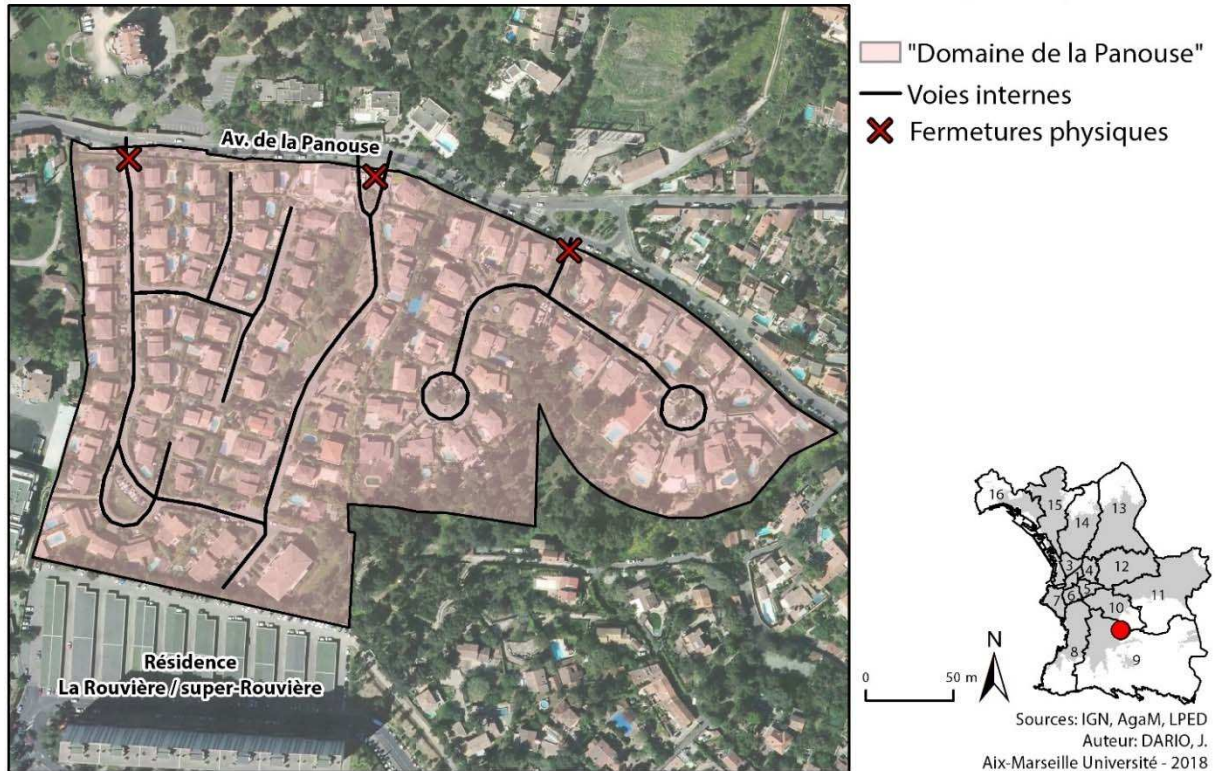 "Domaine de la Panouse"
Voies internes
Fermetures physiques
Av. de la Panouse
Résidence
La Rouvière / super-Rouvière
16
15
14
13
3
4
12
7
6
5
11
10
8
9
N
0 50 m
Sources: IGN, AgaM, LPED
Auteur: DARIO, J.
Aix-Marseille Université - 2018